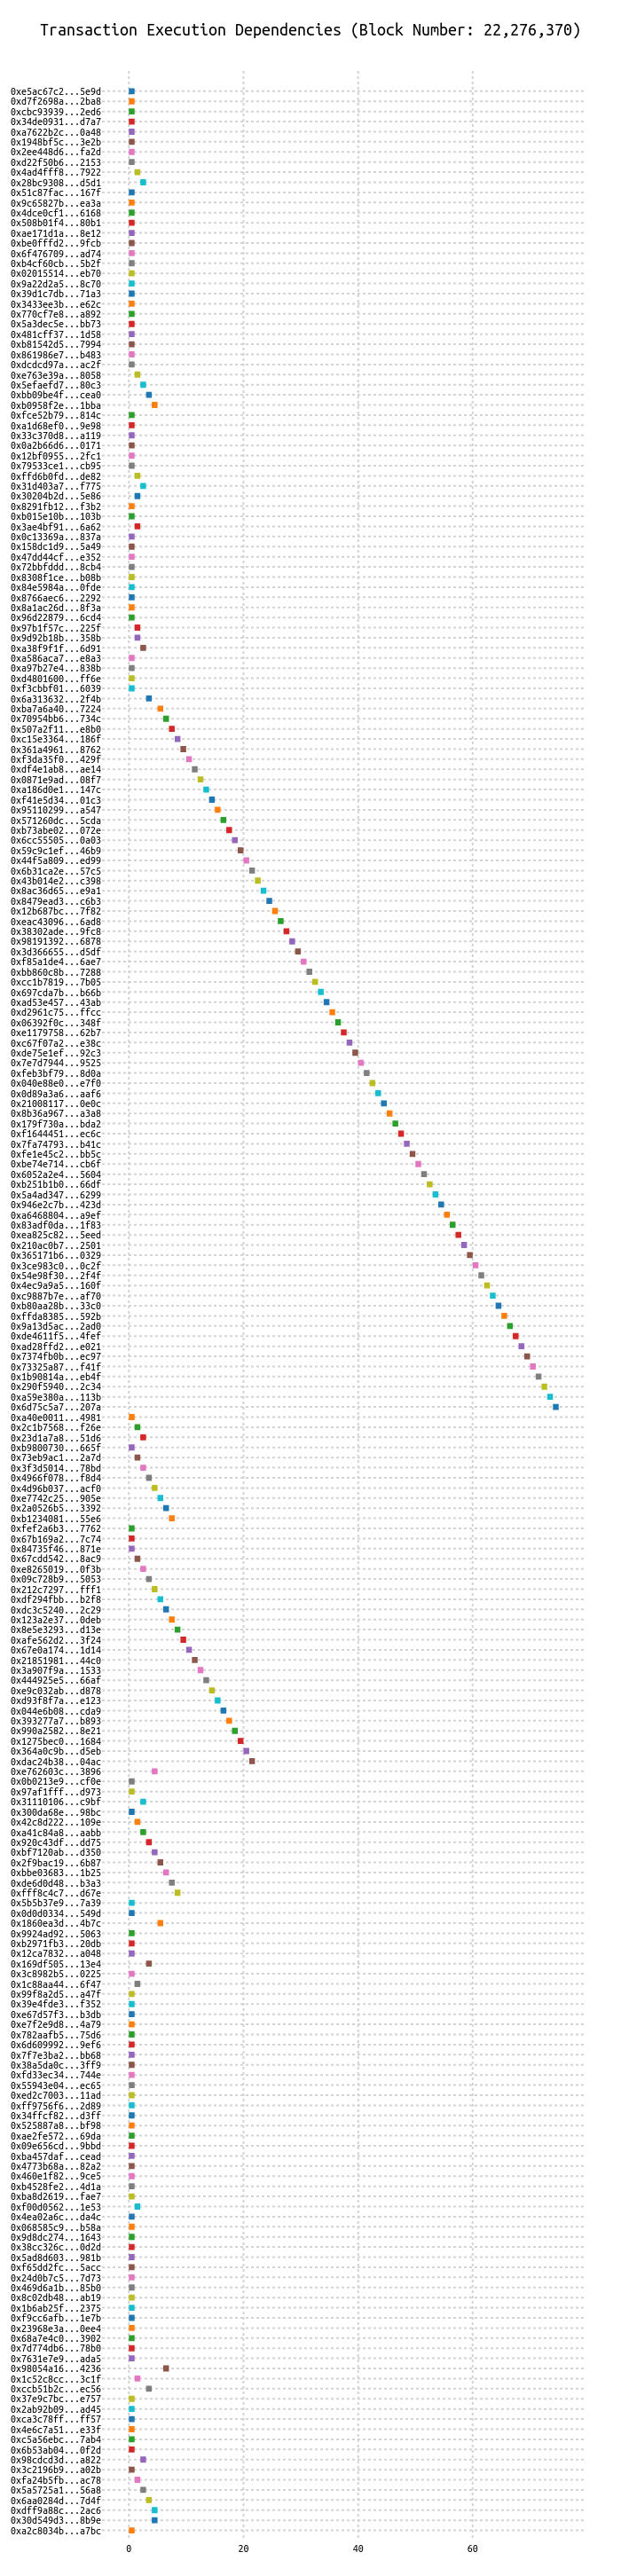 Transaction Execution Dependencies (Block Number: 22,276,370)
0xe5ac67c2...5e9d
0xd7f2698a...2ba8
0xcbc93939...2ed6
0x34de0931...d7a7
0xa7622b2c...0a48
0x1948bf5c...3e2b
0x2ee448d6...fa2d
0xd22f50b6...2153
0x4ad4fff8...7922
0x28bc9308...d5d1
0x51c87fac...167f
0x9c65827b...ea3a
0x4dce0cf1...6168
0x508b01f4...80b1
0xae171d1a...8e12
0xbe0fffd2...9fcb
0x6f476709...ad74
0xb4cf60cb...5b2f
0x02015514...eb70
0x9a22d2a5...8c70
0x39d1c7db...71a3
0x3433ee3b...e62c
0x770cf7e8...a892
0x5a3dec5e...bb73
0x481cff37...1d58
0xb81542d5...7994
0x861986e7...b483
0xdcdcd97a...ac2f
0xe763e39a...8058
0x5efaefd7...80c3
0xbb09be4f...cea0
0xb0958f2e...1bba
0xfce52b79...814c
0xa1d68ef0...9e98
0x33c370d8...a119
0x0a2b66d6...0171
0x12bf0955...2fc1
0x79533ce1...cb95
0xffd6b0fd...de82
0x31d403a7...f775
0x30204b2d...5e86
0x8291fb12...f3b2
0xb015e10b...103b
0x3ae4bf91...6a62
0x0c13369a...837a
0x158dc1d9...5a49
0x47dd44cf...e352
0x72bbfddd...8cb4
0x8308f1ce...b08b
0x84e5984a...0fde
0x8766aec6...2292
0x8a1ac26d...8f3a
0x96d22879...6cd4
0x97b1f57c...225f
0x9d92b18b...358b
0xa38f9f1f...6d91
0xa586aca7...e8a3
0xa97b27e4...838b
0xd4801600...ff6e
0xf3cbbf01...6039
0x6a313632...2f4b
0xba7a6a40...7224
0x70954bb6...734c
0x507a2f11...e8b0
0xc15e3364...186f
0x361a4961...8762
0xf3da35f0...429f
0xdf4e1ab8...ae14
0x0871e9ad...08f7
0xa186d0e1...147c
0xf41e5d34...01c3
0x95110299...a547
0x571260dc...5cda
0xb73abe02...072e
0x6cc55505...0a03
0x59c9c1ef...46b9
0x44f5a809...ed99
0x6b31ca2e...57c5
0x43b014e2...c398
0x8ac36d65...e9a1
0x8479ead3...c6b3
0x12b687bc...7f82
0xeac43096...6ad8
0x38302ade...9fc8
0x98191392...6878
0x3d366655...d5df
0xf85a1de4...6ae7
0xbb860c8b...7288
0xcc1b7819...7b05
0x697cda7b...b66b
0xad53e457...43ab
0xd2961c75...ffcc
0x06392f0c...348f
0xe1179758...62b7
0xc67f07a2...e38c
0xde75e1ef...92c3
0x7e7d7944...9525
0xfeb3bf79...8d0a
0x040e88e0...e7f0
0x0d89a3a6...aaf6
0x21008117...0e0c
0x8b36a967...a3a8
0x179f730a...bda2
0xf1644451...ec6c
0x7fa74793...b41c
0xfe1e45c2...bb5c
0xbe74e714...cb6f
0x6052a2e4...5604
0xb251b1b0...66df
0x5a4ad347...6299
0x946e2c7b...423d
0xa6468804...a9ef
0x83adf0da...1f83
0xea825c82...5eed
0x210ac0b7...2501
0x365171b6...0329
0x3ce983c0...0c2f
0x54e98f30...2f4f
0x4ec9a9a5...160f
0xc9887b7e...af70
0xb80aa28b...33c0
0xffda8385...592b
0x9a13d5ac...2ad0
0xde4611f5...4fef
0xad28ffd2...e021
0x7374fb0b...ec97
0x73325a87...f41f
0x1b90814a...eb4f
0x290f5940...2c34
0xa59e380a...113b
0x6d75c5a7...207a
0xa40e0011...4981
0x2c1b7568...f26e
0x23d1a7a8...51d6
0xb9800730...665f
0x73eb9ac1...2a7d
0x3f3d5014...78bd
0x4966f078...f8d4
0x4d96b037...acf0
0xe7742c25...905e
0x2a0526b5...3392
0xb1234081...55e6
0xfef2a6b3...7762
0x67b169a2...7c74
0x84735f46...871e
0x67cdd542...8ac9
0xe8265019...0f3b
0x09c728b9...5053
0x212c7297...fff1
0xdf294fbb...b2f8
0xdc3c5240...2c29
0x123a2e37...0deb
0x8e5e3293...d13e
0xafe562d2...3f24
0x67e0a174...1d14
0x21851981...44c0
0x3a907f9a...1533
0x444925e5...66af
0xe9c032ab...d878
0xd93f8f7a...e123
0x044e6b08...cda9
0x393277a7...b893
0x990a2582...8e21
0x1275bec0...1684
0x364a0c9b...d5eb
0xdac24b38...04ac
0xe762603c...3896
0x0b0213e9...cf0e
0x97af1fff...d973
0x31110106...c9bf
0x300da68e...98bc
0x42c8d222...109e
0xa41c84a8...aabb
0x920c43df...dd75
0xbf7120ab...d350
0x2f9bac19...6b87
0xbbe03683...1b25
0xde6d0d48...b3a3
0xfff8c4c7...d67e
0x5b5b37e9...7a39
0x0d0d0334...549d
0x1860ea3d...4b7c
0x9924ad92...5063
0xb2971fb3...20db
0x12ca7832...a048
0x169df505...13e4
0x3c8982b5...0225
0x1c88aa44...6f47
0x99f8a2d5...a47f
0x39e4fde3...f352
0xe67d57f3...b3db
0xe7f2e9d8...4a79
0x782aafb5...75d6
0x6d609992...9ef6
0x7f7e3ba2...bb68
0x38a5da0c...3ff9
0xfd33ec34...744e
0x55943e04...ec65
0xed2c7003...11ad
0xff9756f6...2d89
0x34ffcf82...d3ff
0x525887a8...bf98
0xae2fe572...69da
0x09e656cd...9bbd
0xba457daf...cead
0x4773b68a...82a2
0x460e1f82...9ce5
0xb4528fe2...4d1a
0xba8d2619...fae7
0xf00d0562...1e53
0x4ea02a6c...da4c
0x068585c9...b58a
0x9d8dc274...1643
0x38cc326c...0d2d
0x5ad8d603...981b
0xf65dd2fc...5acc
0x24d0b7c5...7d73
0x469d6a1b...85b0
0x8c02db48...ab19
0x1b6ab25f...2375
0xf9cc6afb...1e7b
0x23968e3a...0ee4
0x68a7e4c0...3902
0x7d774db6...78b0
0x7631e7e9...ada5
0x98054a16...4236
0x1c52c8cc...3c1f
0xccb51b2c...ec56
0x37e9c7bc...e757
0x2ab92b09...ad45
0xca3c78ff...ff57
0x4e6c7a51...e33f
0xc5a56ebc...7ab4
0x6b53ab04...0f2d
0x98cdcd3d...a822
0x3c2196b9...a02b
0xfa24b5fb...ac78
0x5a5725a1...56a8
0x6aa0284d...7d4f
0xdff9a88c...2ac6
0x30d549d3...8b9e
0xa2c8034b...a7bc
0 20 40 60